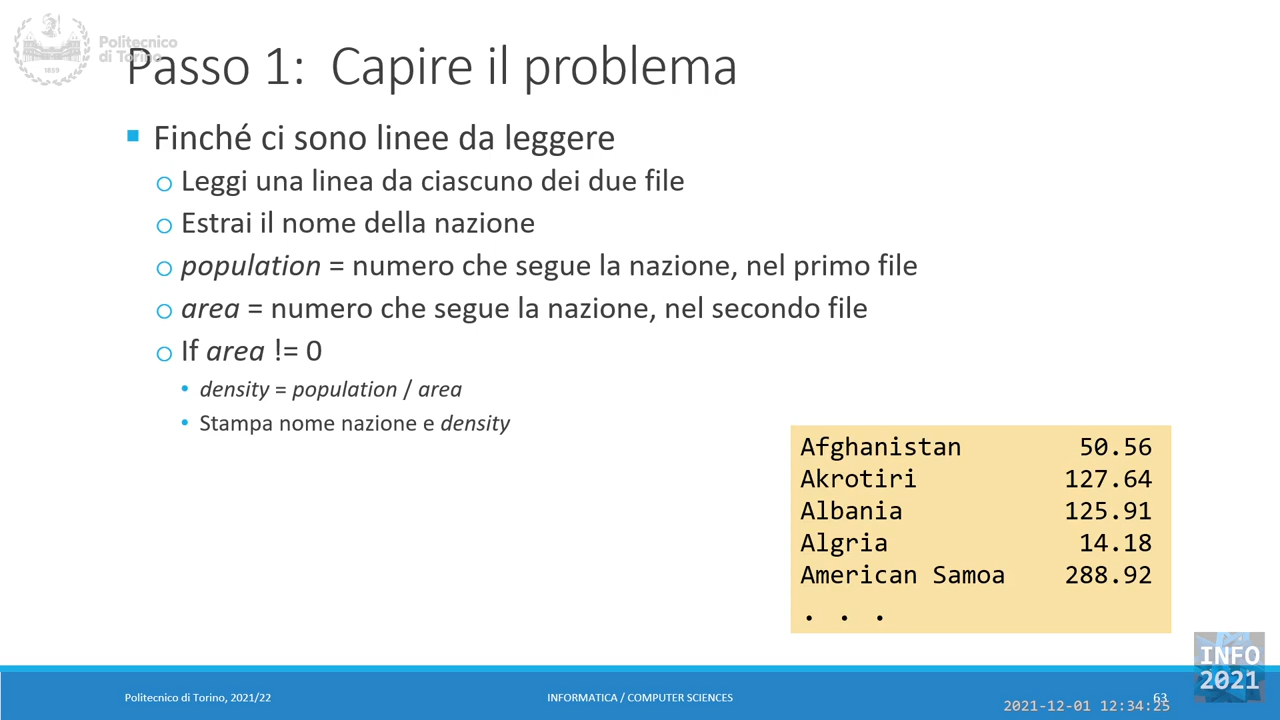 Politecnico
di Torino
1859
Passo 1: Capire il problema
Finché ci sono linee da leggere
Leggi una linea da ciascuno dei due file
Estrai il nome della nazione
population = numero che segue la nazione, nel primo file
area = numero che segue la nazione, nel secondo file
If area != 0
density = population / area
Stampa nome nazione e density
Afghanistan 50.56
Akrotiri 127.64
Albania 125.91
Algria 14.18
American Samoa 288.92
. . .
Politecnico di Torino, 2021/22
INFORMATICA / COMPUTER SCIENCES
63
INFO
2021
2021-12-01 12:34:25